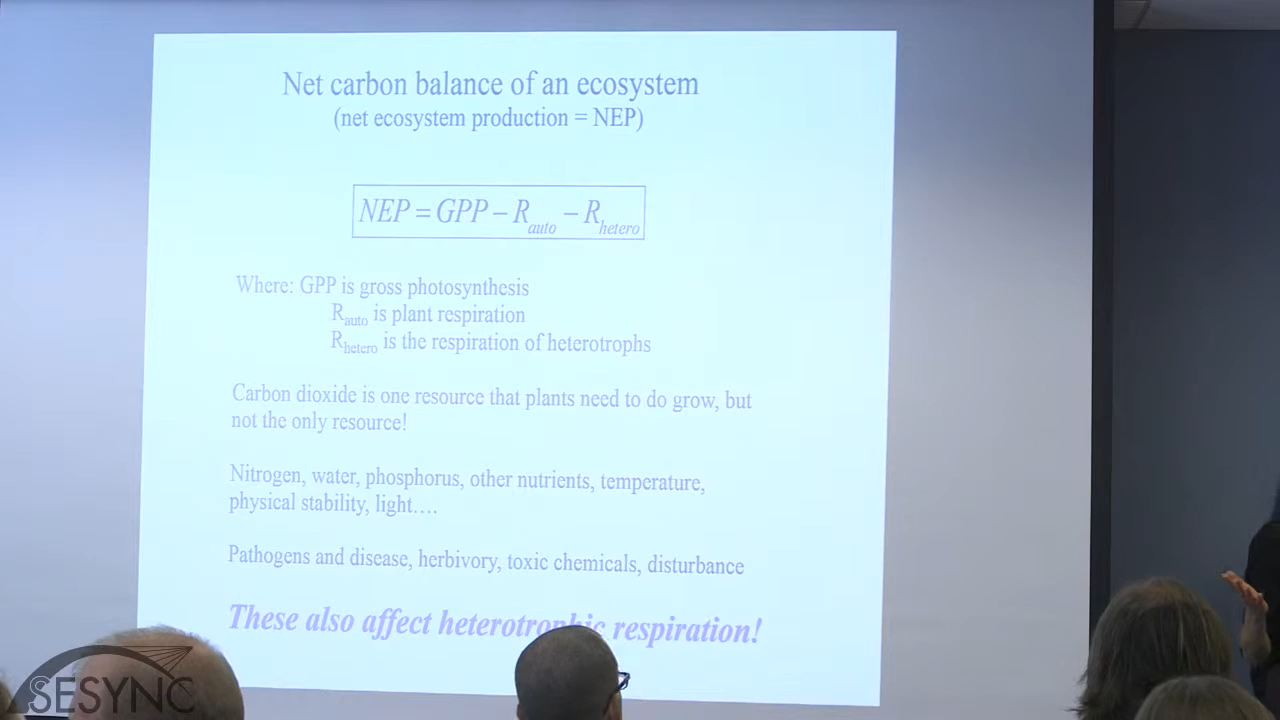 Net carbon balance of an ecosystem
(net ecosystem production = NEP)
NEP = GPP − R_auto − R_hetero
Where: GPP is gross photosynthesis
R_auto is plant respiration
R_hetero is the respiration of heterotrophs
Carbon dioxide is one resource that plants need to do grow, but
not the only resource!
Nitrogen, water, phosphorus, other nutrients, temperature,
physical stability, light….
Pathogens and disease, herbivory, toxic chemicals, disturbance
These also affect heterotrophic respiration!
SESYNC